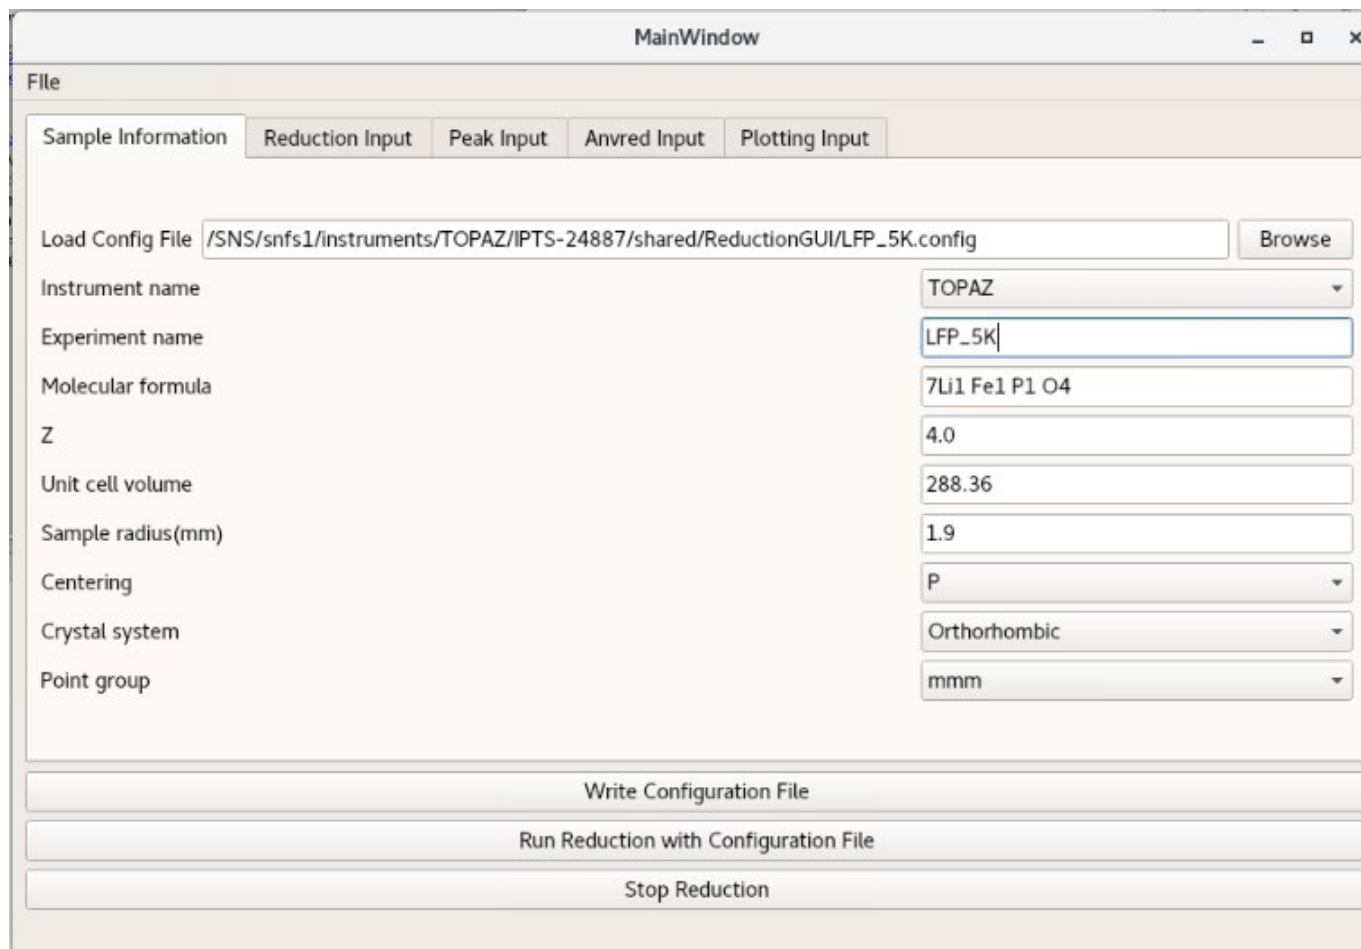 MainWindow
FIle
Sample Information Reduction Input Peak Input Anvred Input Plotting Input
Load Config File /SNS/snfs1/instruments/TOPAZ/IPTS-24887/shared/ReductionGUI/LFP_5K.config Browse
Instrument name TOPAZ
Experiment name LFP_5K
Molecular formula 7Li1 Fe1 P1 O4
Z 4.0
Unit cell volume 288.36
Sample radius(mm) 1.9
Centering P
Crystal system Orthorhombic
Point group mmm
Write Configuration File
Run Reduction with Configuration File
Stop Reduction